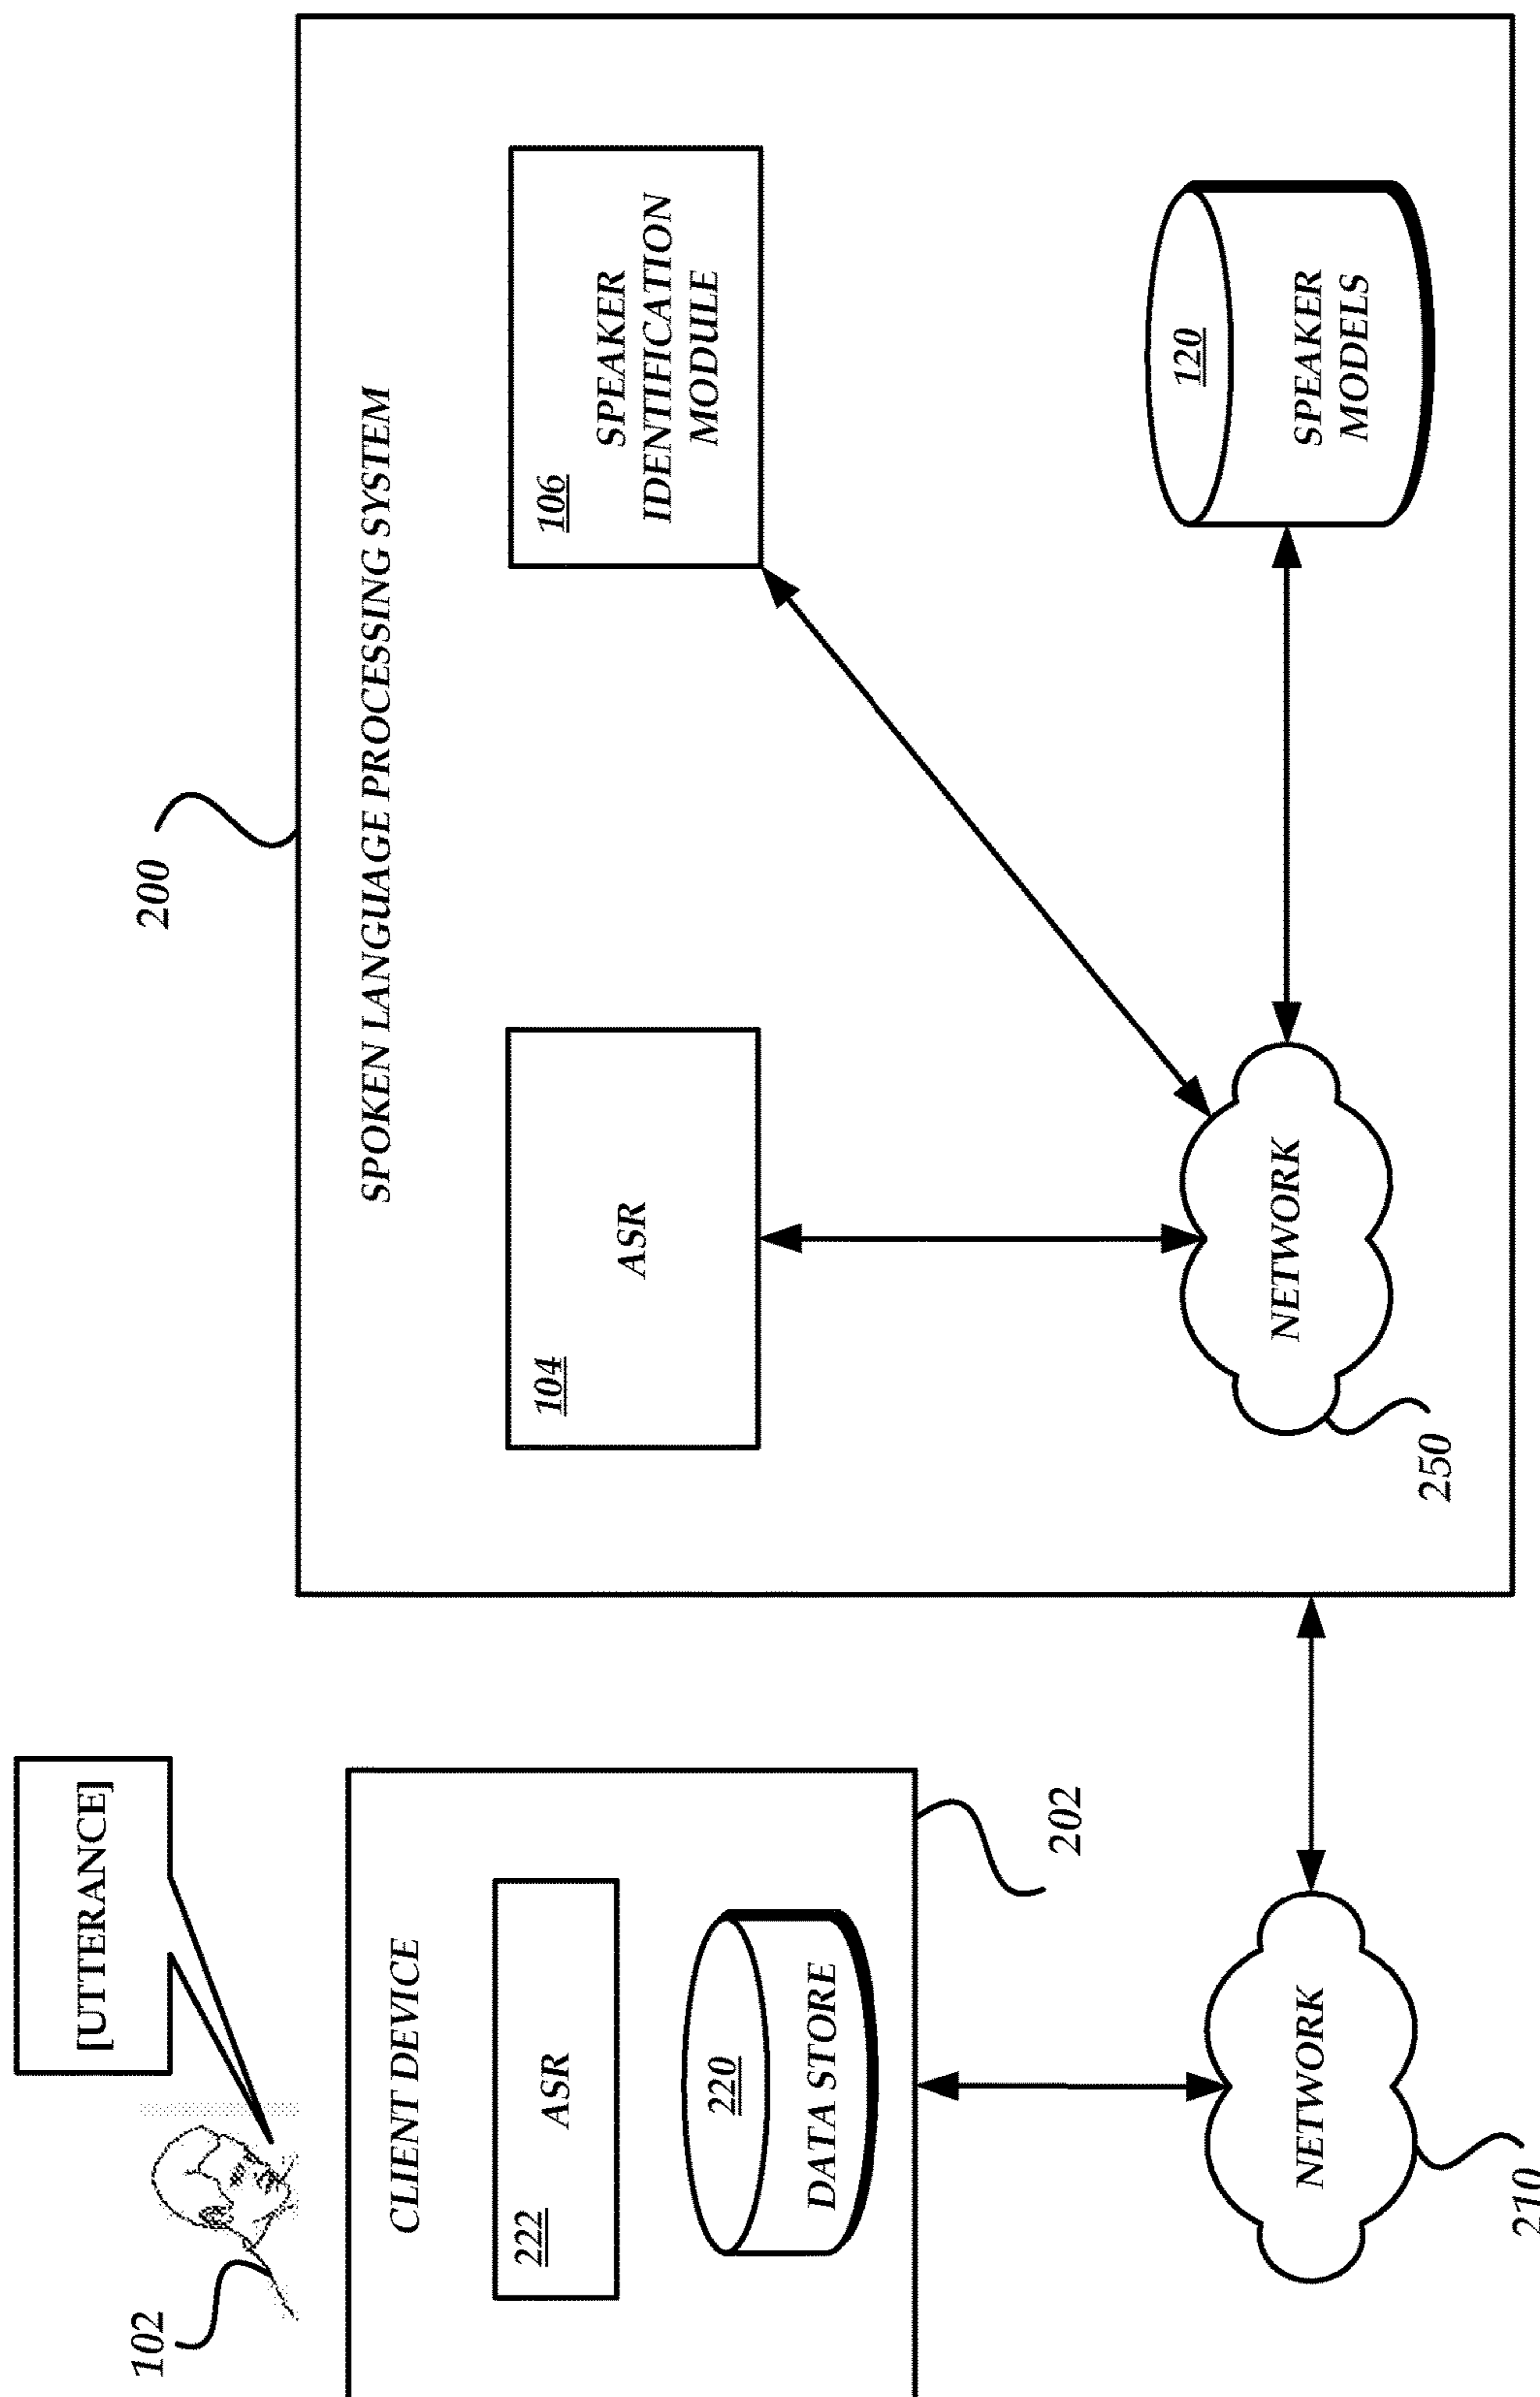 102
[UTTERANCE]
CLIENT DEVICE
222
ASR
220
DATA STORE
202
NETWORK
210
200
SPOKEN LANGUAGE PROCESSING SYSTEM
104
ASR
106
SPEAKER
IDENTIFICATION
MODULE
NETWORK
250
120
SPEAKER
MODELS